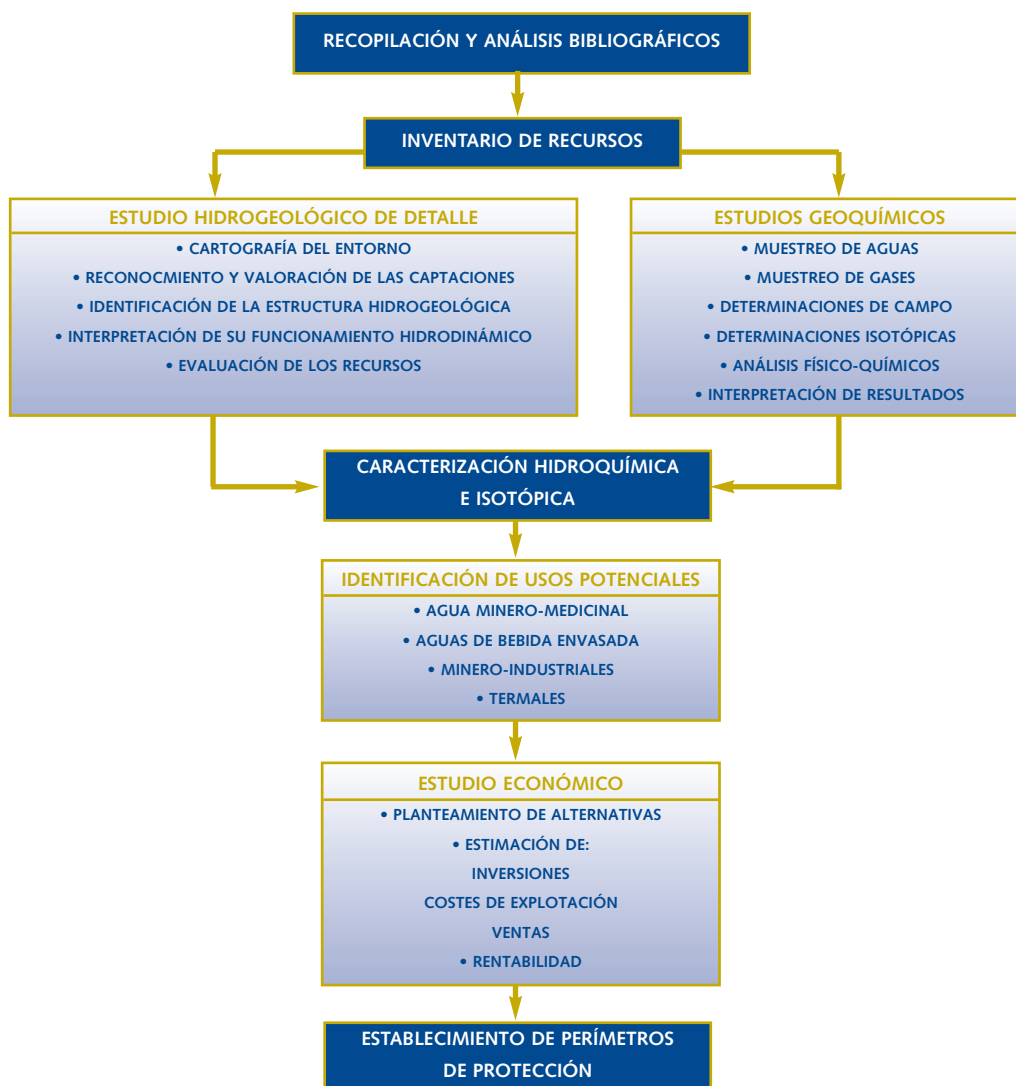 RECOPILACIÓN Y ANÁLISIS BIBLIOGRÁFICOS
INVENTARIO DE RECURSOS
ESTUDIO HIDROGEOLÓGICO DE DETALLE
• CARTOGRAFÍA DEL ENTORNO
• RECONOCMIENTO Y VALORACIÓN DE LAS CAPTACIONES
• IDENTIFICACIÓN DE LA ESTRUCTURA HIDROGEOLÓGICA
• INTERPRETACIÓN DE SU FUNCIONAMIENTO HIDRODINÁMICO
• EVALUACIÓN DE LOS RECURSOS
ESTUDIOS GEOQUÍMICOS
• MUESTREO DE AGUAS
• MUESTREO DE GASES
• DETERMINACIONES DE CAMPO
• DETERMINACIONES ISOTÓPICAS
• ANÁLISIS FÍSICO-QUÍMICOS
• INTERPRETACIÓN DE RESULTADOS
CARACTERIZACIÓN HIDROQUÍMICA
E ISOTÓPICA
IDENTIFICACIÓN DE USOS POTENCIALES
• AGUA MINERO-MEDICINAL
• AGUAS DE BEBIDA ENVASADA
• MINERO-INDUSTRIALES
• TERMALES
ESTUDIO ECONÓMICO
• PLANTEAMIENTO DE ALTERNATIVAS
• ESTIMACIÓN DE:
INVERSIONES
COSTES DE EXPLOTACIÓN
VENTAS
• RENTABILIDAD
ESTABLECIMIENTO DE PERÍMETROS
DE PROTECCIÓN